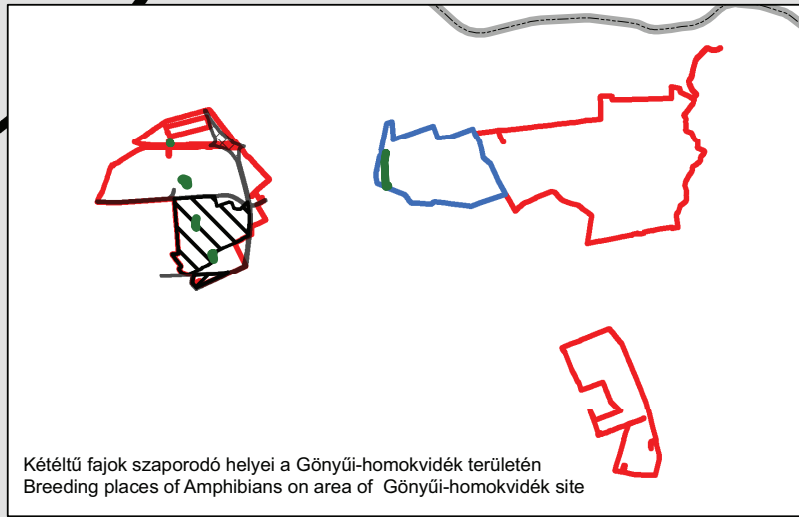 Kétéltű fajok szaporodó helyei a Gönyűi-homokvidék területén
Breeding places of Amphibians on area of Gönyűi-homokvidék site